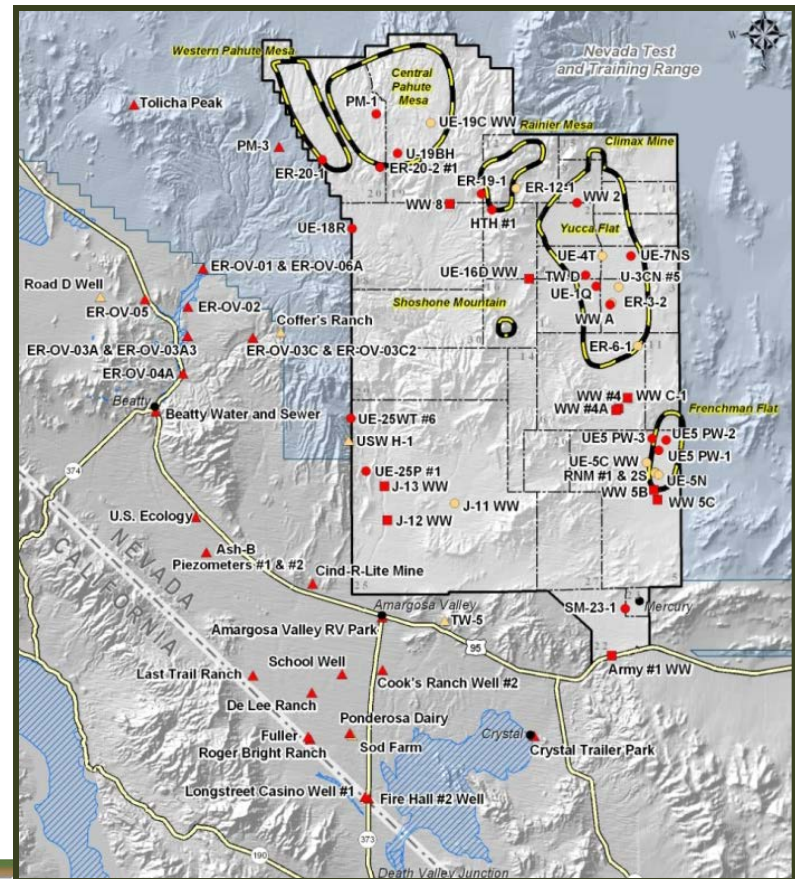 W
Western Pahute Mesa
Nevada Test
and Training Range
Central
Pahute
Mesa
Tolicha Peak
PM-1
UE-19C WW
Rainier Mesa
Climax Mine
PM-3
U-19BH
ER-20-1
ER-20-2 #1
ER-19-1
ER-12-1
WW 8
WW 2
HTH #1
UE-18R
Yucca Flat
UE-4T
UE-7NS
ER-OV-01 & ER-OV-06A
UE-16D WW
TW D
U-3CN #5
Road D Well
UE-1Q
ER-OV-05
ER-OV-02
Shoshone Mountain
ER-3-2
WW A
Coffer's Ranch
ER-OV-03A & ER-OV-03A3
ER-OV-03C & ER-OV-03C2
ER-6-1
ER-OV-04A
WW #4
WW C-1
Beatty
WW #4A
Frenchman Flat
Beatty Water and Sewer
UE-25WT #6
UE5 PW-3
UE5 PW-2
USW H-1
UE5 PW-1
UE-5C WW
374
UE-25P #1
RNM #1 & 2S
UE-5N
J-13 WW
WW 5B
J-11 WW
WW 5C
U.S. Ecology
J-12 WW
NEVADA
CALIFORNIA
Ash-B
Piezometers #1 & #2
Cind-R-Lite Mine
25
Amargosa Valley
SM-23-1
Mercury
TW-5
Amargosa Valley RV Park
95
School Well
Army #1 WW
Last Trail Ranch
Cook's Ranch Well #2
De Lee Ranch
Ponderosa Dairy
Fuller
Sod Farm
Crystal
Roger Bright Ranch
Crystal Trailer Park
Longstreet Casino Well #1
Fire Hall #2 Well
373
190
Death Valley Junction